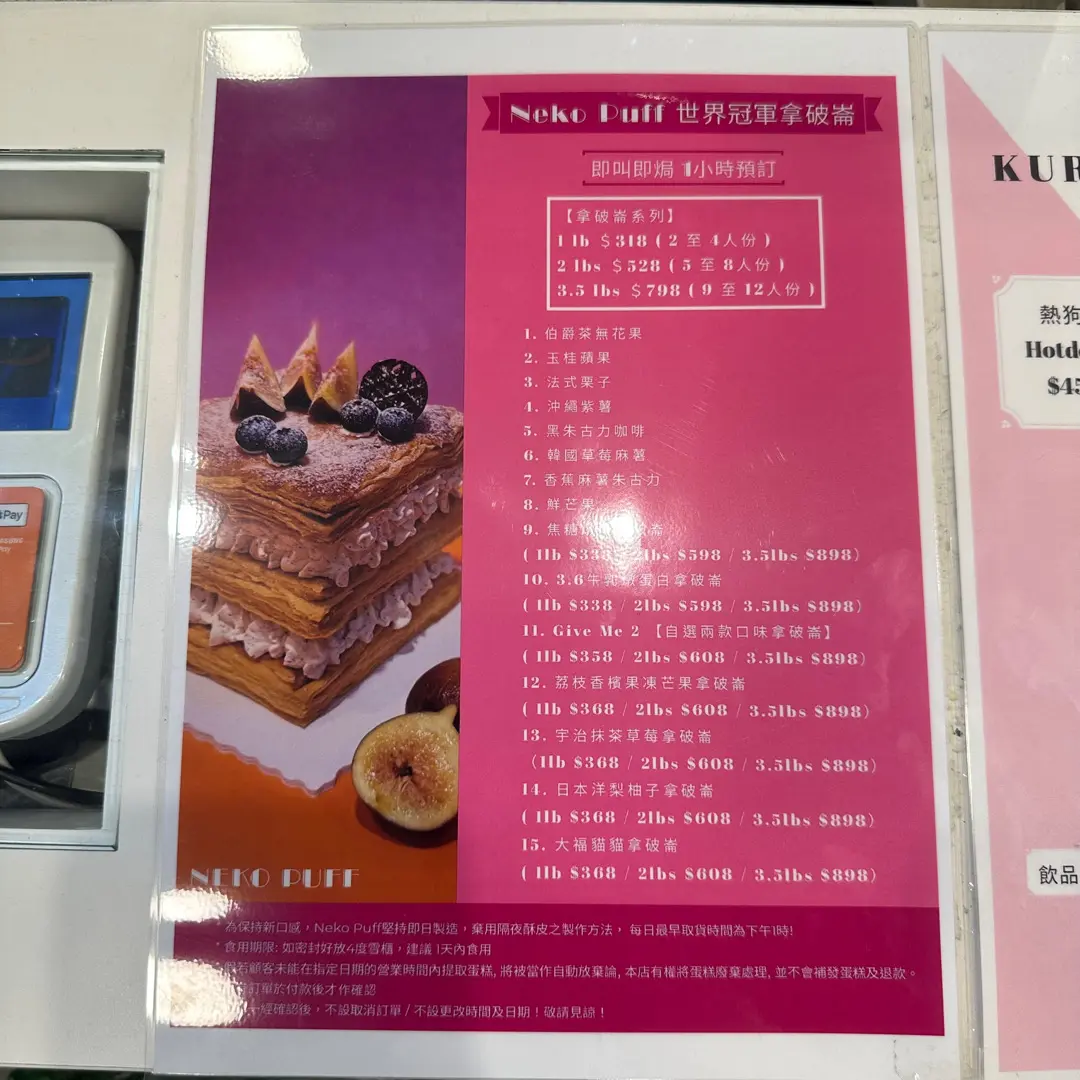 Neko Puff 世界冠軍拿破崙
即叫即焗 1小時預訂
【拿破崙系列】
1 lb $318 ( 2 至 4人份 )
2 lbs $528 ( 5 至 8人份 )
3.5 lbs $798 ( 9 至 12人份 )
1. 伯爵茶無花果
2. 玉桂蘋果
3. 法式栗子
4. 沖繩紫薯
5. 黑朱古力咖啡
6. 韓國草莓麻薯
7. 香蕉麻薯朱古力
8. 鮮芒果
9. 焦糖
( 1lb / 2lbs $598 / 3.5lbs $898)
10. 3.6牛乳 蛋白拿破崙
( 1lb $338 / 2lbs $598 / 3.5lbs $898)
11. Give Me 2 【自選兩款口味拿破崙】
( 1lb $358 / 2lbs $608 / 3.5lbs $898)
12. 荔枝香檳果凍芒果拿破崙
( 1lb $368 / 2lbs $608 / 3.5lbs $898)
13. 宇治抹茶草莓拿破崙
(1lb $368 / 2lbs $608 / 3.5lbs $898)
14. 日本洋梨柚子拿破崙
( 1lb $368 / 2lbs $608 / 3.5lbs $898)
15. 大福貓貓拿破崙
( 1lb $368 / 2lbs $608 / 3.5lbs $898)
NEKO PUFF
* 為保持新口感，Neko Puff堅持即日製造，棄用隔夜酥皮之製作方法， 每日最早取貨時間為下午1時!
* 食用期限: 如密封好放4度雪櫃，建議 1天內食用
若顧客未能在指定日期的營業時間內提取蛋糕, 將被當作自動放棄論, 本店有權將蛋糕廢棄處理, 並不會補發蛋糕及退款。
訂單於付款後才作確認
一經確認後，不設取消訂單 / 不設更改時間及日期！敬請見諒！
Pay
KUR
熱狗
Hotdo
$45
飲品